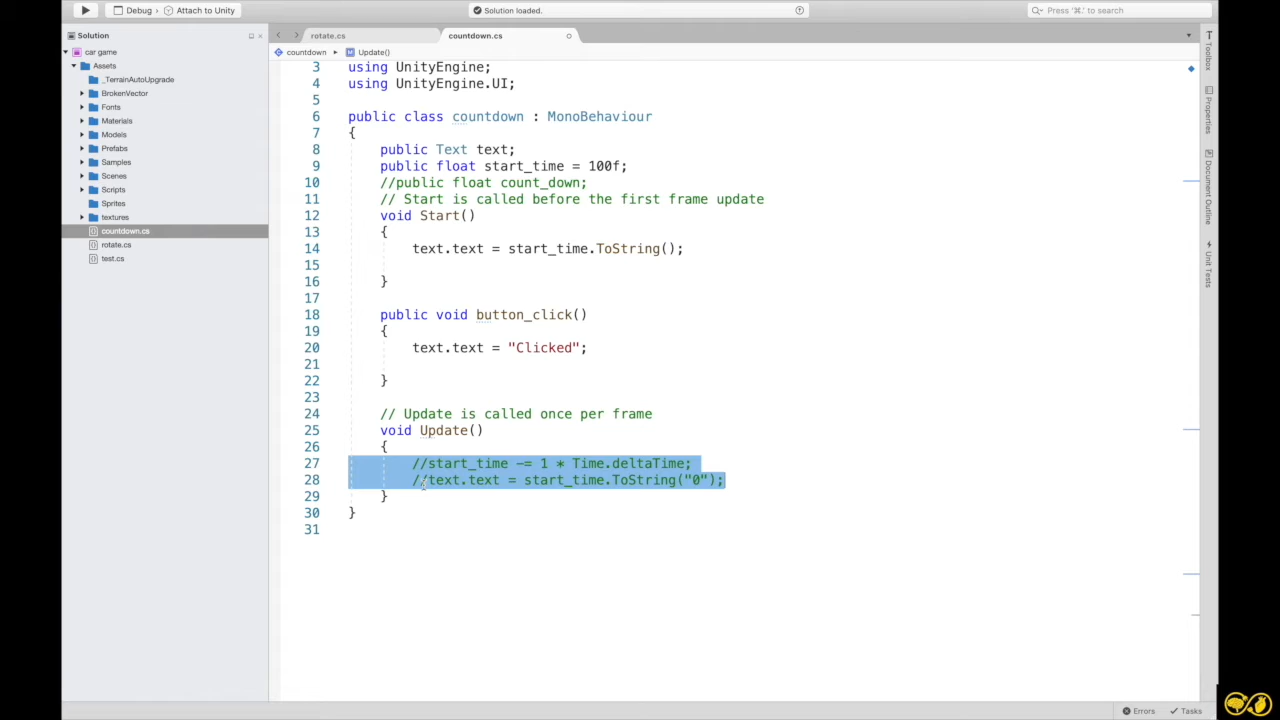 Debug
Attach to Unity
Solution loaded.
Press '⌘.' to search
Solution
car game
Assets
_TerrainAutoUpgrade
BrokenVector
Fonts
Materials
Models
Prefabs
Samples
Scenes
Scripts
Sprites
textures
countdown.cs
rotate.cs
test.cs
rotate.cs
countdown.cs
countdown
Update()
3 using UnityEngine;
4 using UnityEngine.UI;
5
6 public class countdown : MonoBehaviour
7 {
8 public Text text;
9 public float start_time = 100f;
10 //public float count_down;
11 // Start is called before the first frame update
12 void Start()
13 {
14 text.text = start_time.ToString();
15
16 }
17
18 public void button_click()
19 {
20 text.text = "Clicked";
21
22 }
23
24 // Update is called once per frame
25 void Update()
26 {
27 //start_time -= 1 * Time.deltaTime;
28 //text.text = start_time.ToString("0");
29 }
30 }
31
Toolbox
Properties
Document Outline
Unit Tests
Errors
Tasks